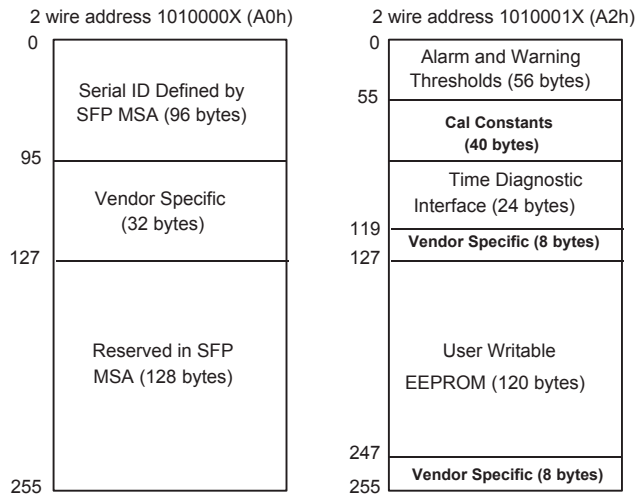 2 wire address 1010000X (A0h)
0
Serial ID Defined by
SFP MSA (96 bytes)
95
Vendor Specific
(32 bytes)
127
Reserved in SFP
MSA (128 bytes)
255
2 wire address 1010001X (A2h)
0
Alarm and Warning
Thresholds (56 bytes)
55
Cal Constants
(40 bytes)
Time Diagnostic
Interface (24 bytes)
119
Vendor Specific (8 bytes)
127
User Writable
EEPROM (120 bytes)
247
Vendor Specific (8 bytes)
255